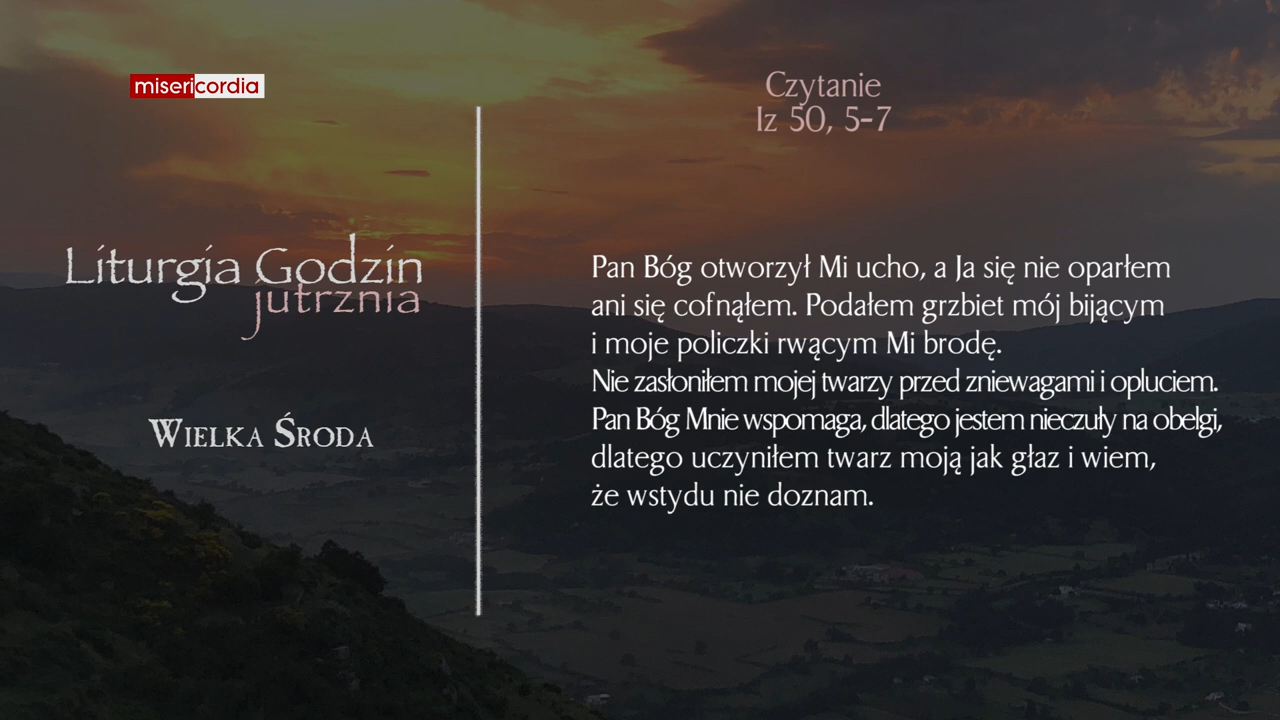 misericordia
Liturgia Godzin
jutrznia
Wielka Środa
Czytanie
Iz 50, 5-7
Pan Bóg otworzył Mi ucho, a Ja się nie oparłem
ani się cofnąłem. Podałem grzbiet mój bijącym
i moje policzki rwącym Mi brodę.
Nie zasłoniłem mojej twarzy przed zniewagami i opluciem.
Pan Bóg Mnie wspomaga, dlatego jestem nieczuły na obelgi,
dlatego uczyniłem twarz moją jak głaz i wiem,
że wstydu nie doznam.